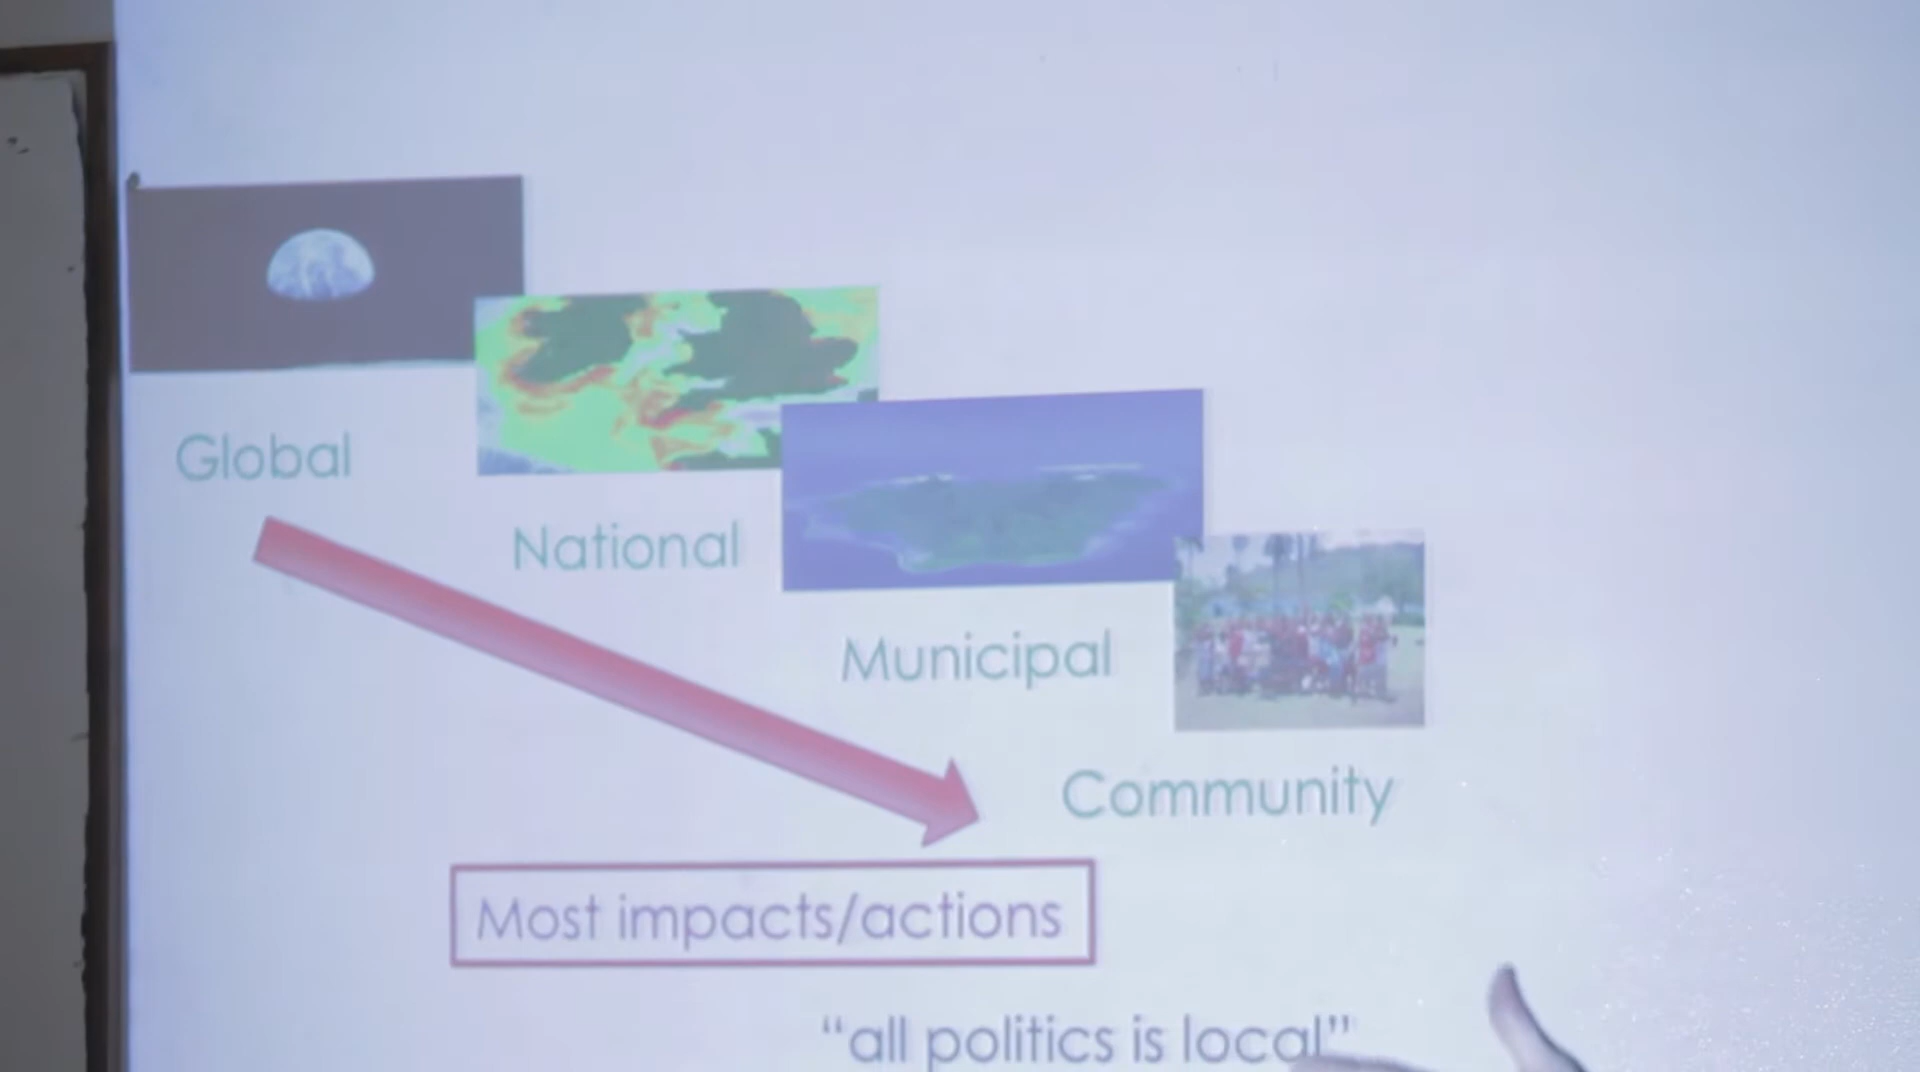 Global
National
Municipal
Community
Most impacts/actions
“all politics is local”